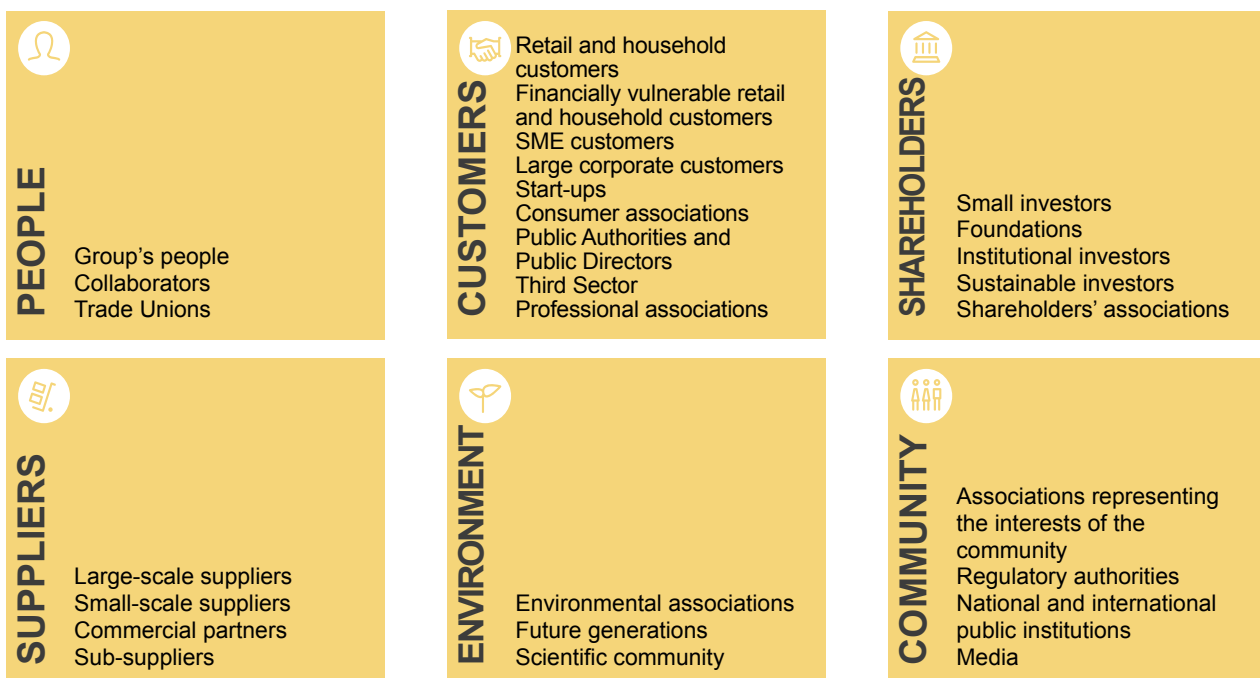 PEOPLE
Group’s people
Collaborators
Trade Unions
CUSTOMERS
Retail and household
customers
Financially vulnerable retail
and household customers
SME customers
Large corporate customers
Start-ups
Consumer associations
Public Authorities and
Public Directors
Third Sector
Professional associations
SHAREHOLDERS
Small investors
Foundations
Institutional investors
Sustainable investors
Shareholders’ associations
SUPPLIERS
Large-scale suppliers
Small-scale suppliers
Commercial partners
Sub-suppliers
ENVIRONMENT
Environmental associations
Future generations
Scientific community
COMMUNITY
Associations representing
the interests of the
community
Regulatory authorities
National and international
public institutions
Media